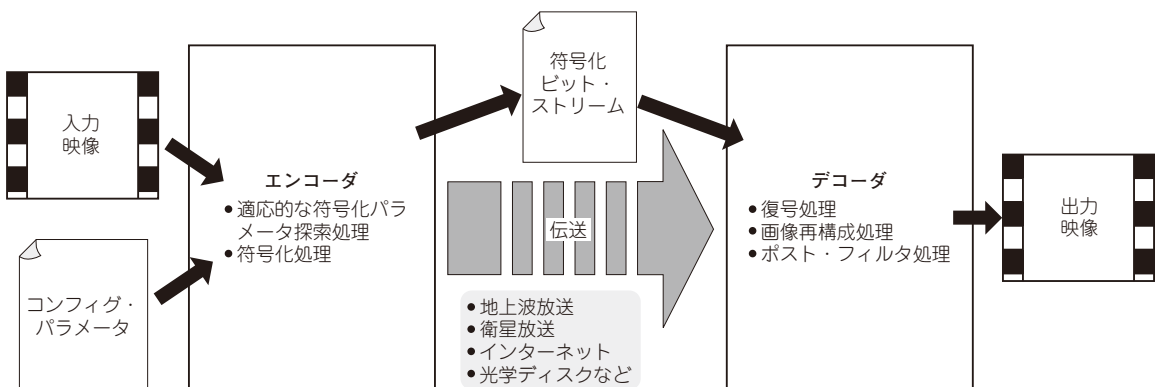 入力
映像
コンフィグ・
パラメータ
エンコーダ
●適応的な符号化パラ
メータ探索処理
●符号化処理
符号化
ビット・
ストリーム
伝送
●地上波放送
●衛星放送
●インターネット
●光学ディスクなど
デコーダ
●復号処理
●画像再構成処理
●ポスト・フィルタ処理
出力
映像